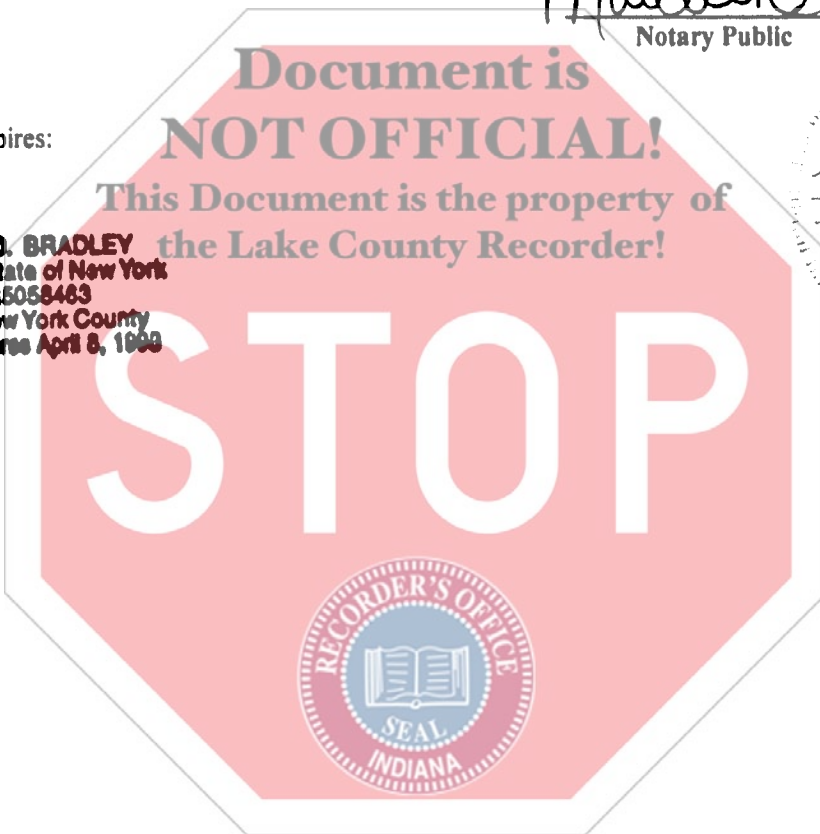 Notary Public
Document is
NOT OFFICIAL!
This Document is the property of
the Lake County Recorder!
pires:
J. BRADLEY
tate of New York
5058463
w York County
res April 8,
STOP
RECORDER'S OFFICE
SEAL
INDIANA